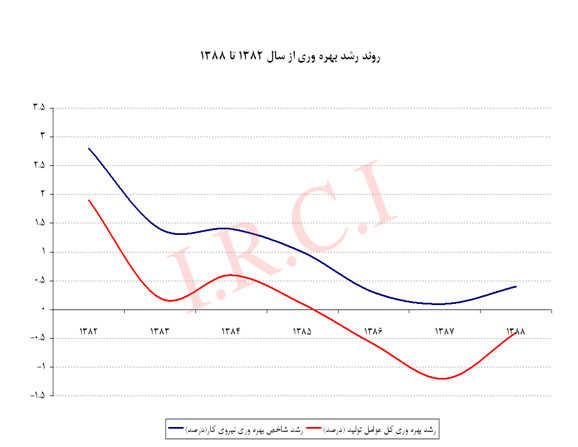 روند رشد بهره وری از سال ۱۳۸۲ تا ۱۳۸۸
۳.۵
۳
۲.۵
۲
۱.۵
۱
۰.۵
۰
-۰.۵
-۱
-۱.۵
۱۳۸۲ ۱۳۸۳ ۱۳۸۴ ۱۳۸۵ ۱۳۸۶ ۱۳۸۷ ۱۳۸۸
I.R.C.I
رشد بهره وری کل عوامل تولید (درصد) رشد شاخص بهره وری نیروی کار(درصد)